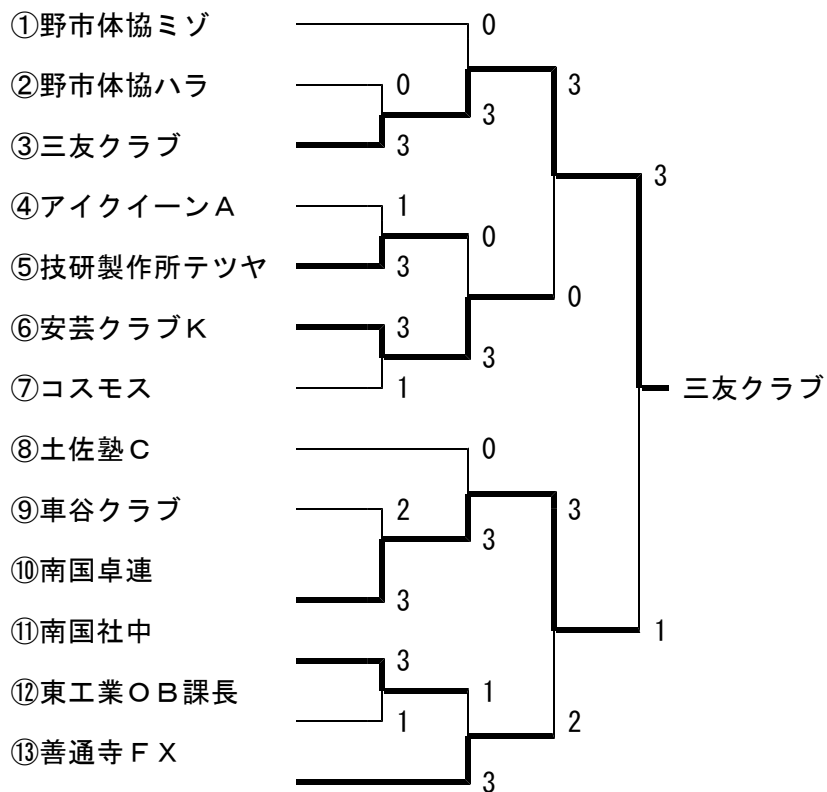 ①野市体協ミゾ
0
②野市体協ハラ
0
3
3
③三友クラブ
3
3
④アイクイーンA
1
0
⑤技研製作所テツヤ
3
0
⑥安芸クラブK
3
3
⑦コスモス
1
三友クラブ
⑧土佐塾C
0
⑨車谷クラブ
2
3
3
⑩南国卓連
3
⑪南国社中
1
3
⑫東工業OB課長
1
1
2
⑬善通寺FX
3